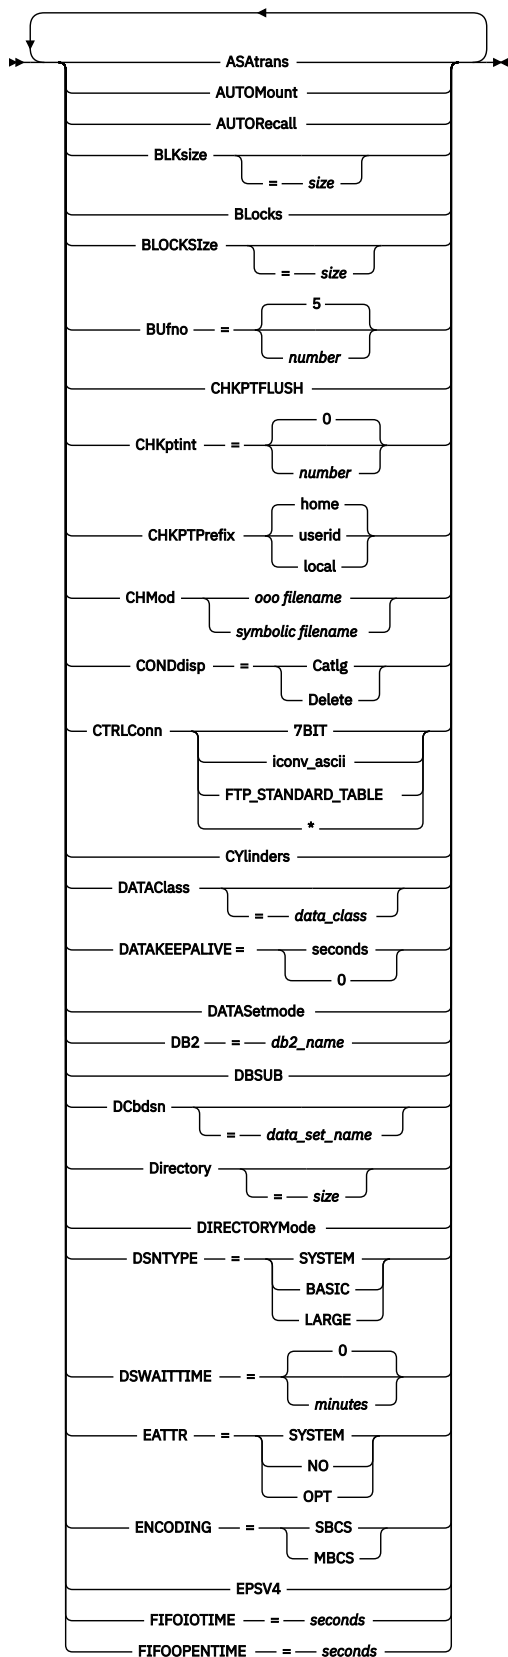 ASAtrans
AUTOMount
AUTORecall
BLKsize
= size
BLocks
BLOCKSIze
= size
5
BUfno =
number
CHKPTFLUSH
0
CHKptint =
number
home
CHKPTPrefix userid
local
CHMod ooo filename
symbolic filename
CONDdisp = Catlg
Delete
CTRLConn 7BIT
iconv_ascii
FTP_STANDARD_TABLE
*
CYlinders
DATAClass
= data_class
DATAKEEPALIVE = seconds
0
DATASetmode
DB2 = db2_name
DBSUB
DCbdsn
= data_set_name
Directory
= size
DIRECTORYMode
DSNTYPE = SYSTEM
BASIC
LARGE
0
DSWAITTIME =
minutes
EATTR = SYSTEM
NO
OPT
ENCODING = SBCS
MBCS
EPSV4
FIFOIOTIME = seconds
FIFOOPENTIME = seconds